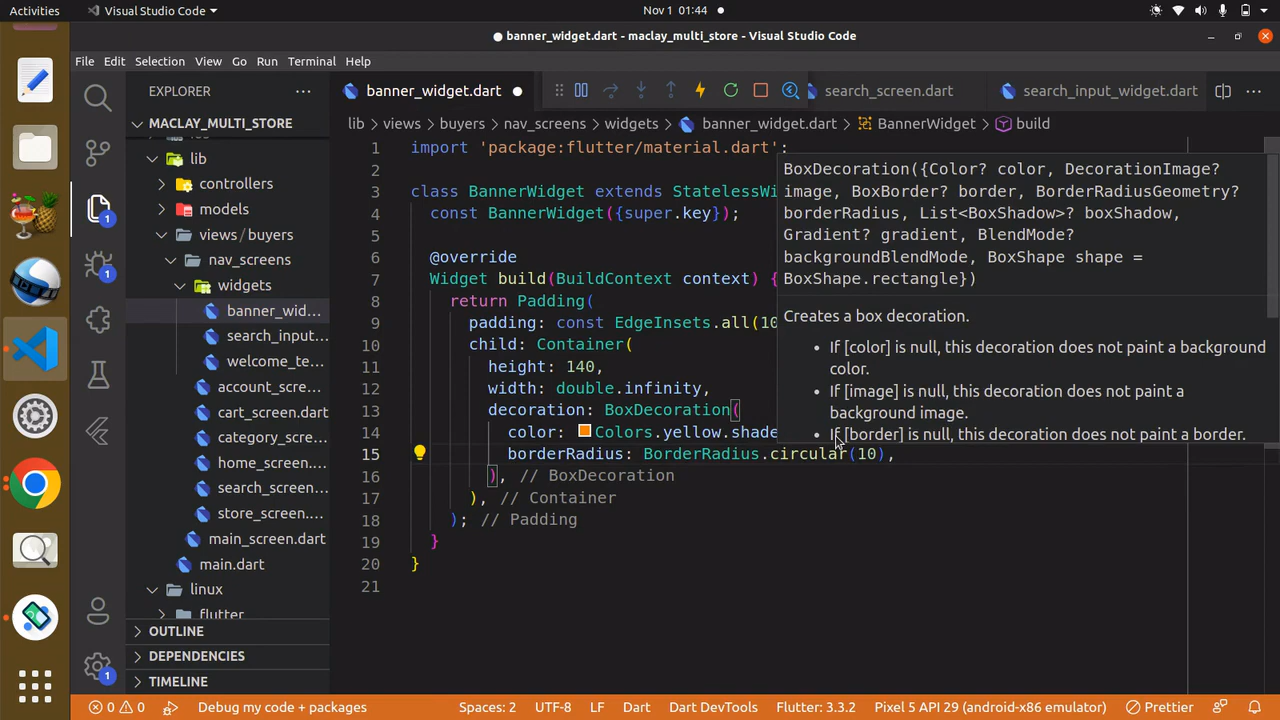 Activities
Visual Studio Code
Nov 1 01:44
banner_widget.dart - maclay_multi_store - Visual Studio Code
File Edit Selection View Go Run Terminal Help
EXPLORER
banner_widget.dart
search_screen.dart
search_input_widget.dart
MACLAY_MULTI_STORE
lib > views > buyers > nav_screens > widgets > banner_widget.dart > BannerWidget > build
lib
controllers
models
views / buyers
nav_screens
widgets
banner_wid...
search_input...
welcome_te...
account_scre...
cart_screen.dart
category_scre...
home_screen....
search_screen....
store_screen....
main_screen.dart
main.dart
linux
flutter
OUTLINE
DEPENDENCIES
TIMELINE
1 import 'package:flutter/material.dart';
2
3 class BannerWidget extends StatelessWi
4 const BannerWidget({super.key});
5
6 @override
7 Widget build(BuildContext context) {
8 return Padding(
9 padding: const EdgeInsets.all(10
10 child: Container(
11 height: 140,
12 width: double.infinity,
13 decoration: BoxDecoration(
14 color: Colors.yellow.shade
15 borderRadius: BorderRadius.circular(10),
16 ), // BoxDecoration
17 ), // Container
18 ); // Padding
19 }
20 }
21
BoxDecoration({Color? color, DecorationImage?
image, BoxBorder? border, BorderRadiusGeometry?
borderRadius, List<BoxShadow>? boxShadow,
Gradient? gradient, BlendMode?
backgroundBlendMode, BoxShape shape =
BoxShape.rectangle})
Creates a box decoration.
• If [color] is null, this decoration does not paint a background
color.
• If [image] is null, this decoration does not paint a
background image.
• If [border] is null, this decoration does not paint a border.
1
1
1
0 0 Debug my code + packages
Spaces: 2 UTF-8 LF Dart Dart DevTools Flutter: 3.3.2 Pixel 5 API 29 (android-x86 emulator) Prettier